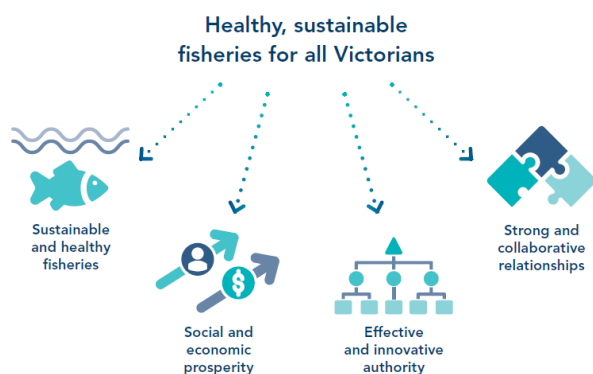 Healthy, sustainable
fisheries for all Victorians
Sustainable
and healthy
fisheries
Social and
economic
prosperity
$
Effective
and innovative
authority
Strong and
collaborative
relationships